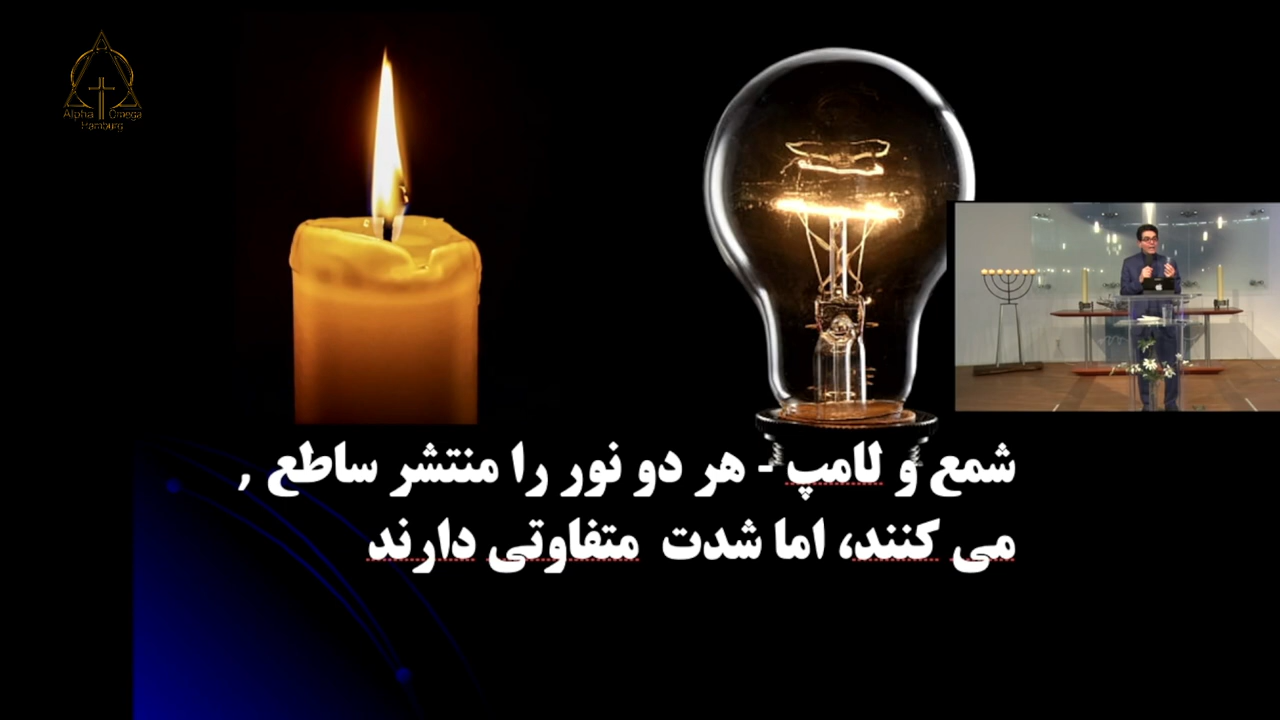 Alpha Omega
Hamburg
شمع و لامپ - هر دو نور را منتشر ساطع ,
می کنند، اما شدت متفاوتی دارند